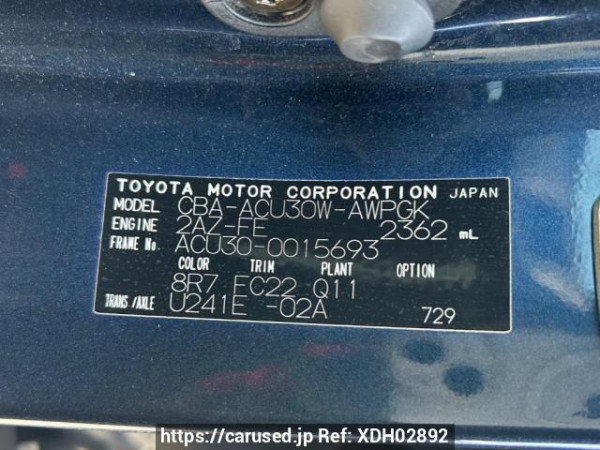 TOYOTA MOTOR CORPORATION JAPAN
MODEL CBA-ACU30W-AWPGK
ENGINE 2AZ-FE 2362 mL
FRAME No. ACU30-0015693
COLOR TRIM PLANT OPTION
8R7 FC22 Q11
TRANS/AXLE U241E -02A 729
https://carused.jp Ref: XDH02892